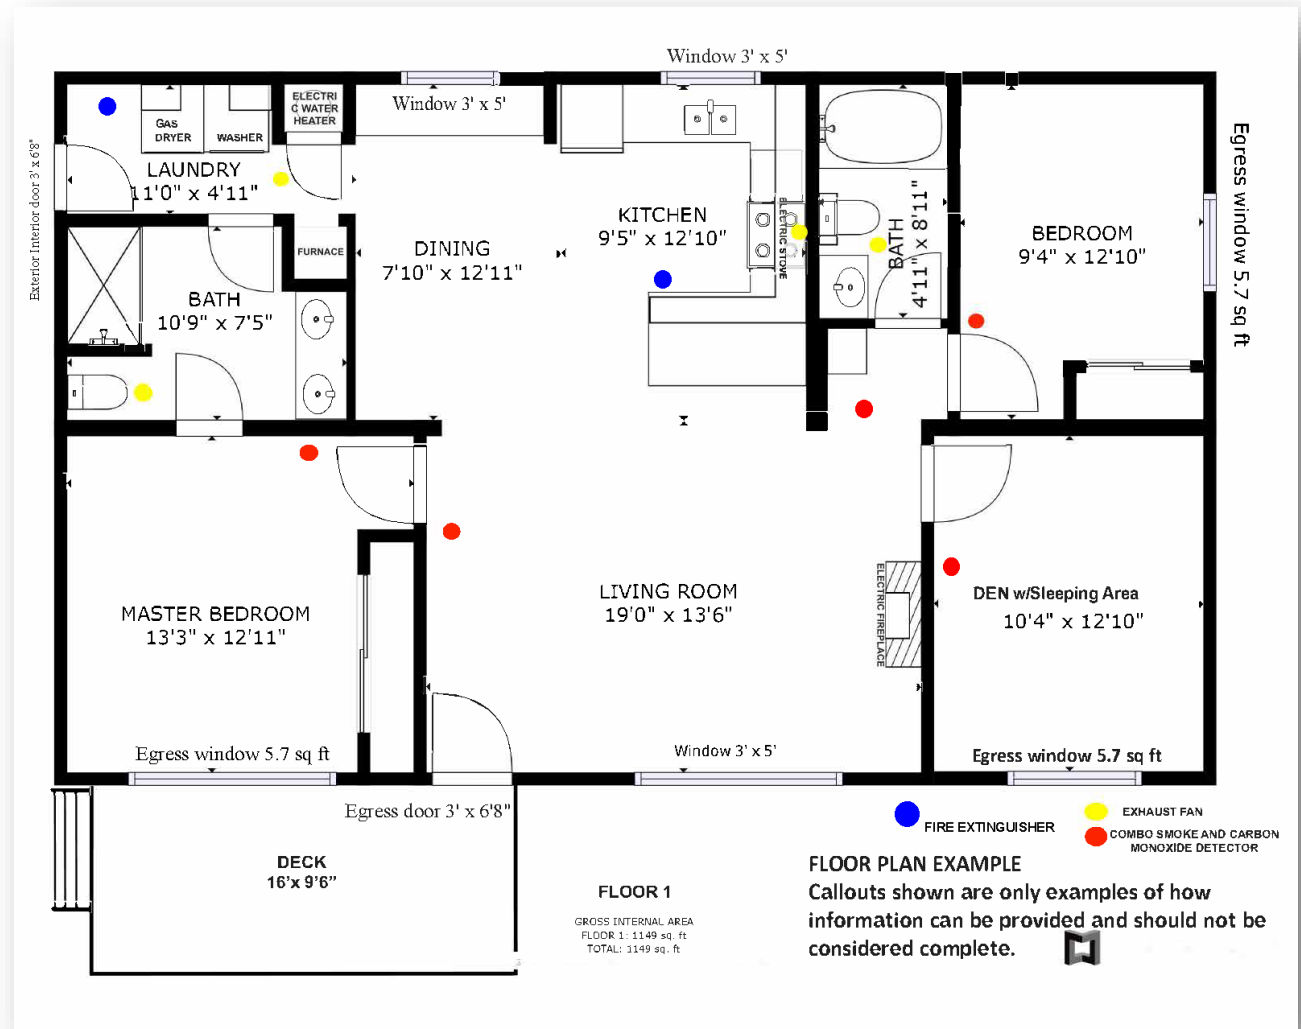 Window 3' x 5'
Window 3' x 5'
ELECTRI
C WATER
HEATER
GAS
DRYER
WASHER
LAUNDRY
11'0" x 4'11"
Exterior Interior door 3' x 6'8"
Egress window 5.7 sq ft
KITCHEN
9'5" x 12'10"
ELECTRIC STOVE
DINING
7'10" x 12'11"
FURNACE
BATH
4'11" x 8'11"
BEDROOM
9'4" x 12'10"
BATH
10'9" x 7'5"
LIVING ROOM
19'0" x 13'6"
ELECTRIC FIREPLACE
DEN w/Sleeping Area
10'4" x 12'10"
MASTER BEDROOM
13'3" x 12'11"
Egress window 5.7 sq ft
Window 3' x 5'
Egress window 5.7 sq ft
Egress door 3' x 6'8"
FIRE EXTINGUISHER
EXHAUST FAN
COMBO SMOKE AND CARBON
MONOXIDE DETECTOR
DECK
16'x 9'6"
FLOOR 1
GROSS INTERNAL AREA
FLOOR 1: 1149 sq. ft
TOTAL: 1149 sq. ft
FLOOR PLAN EXAMPLE
Callouts shown are only examples of how
information can be provided and should not be
considered complete.